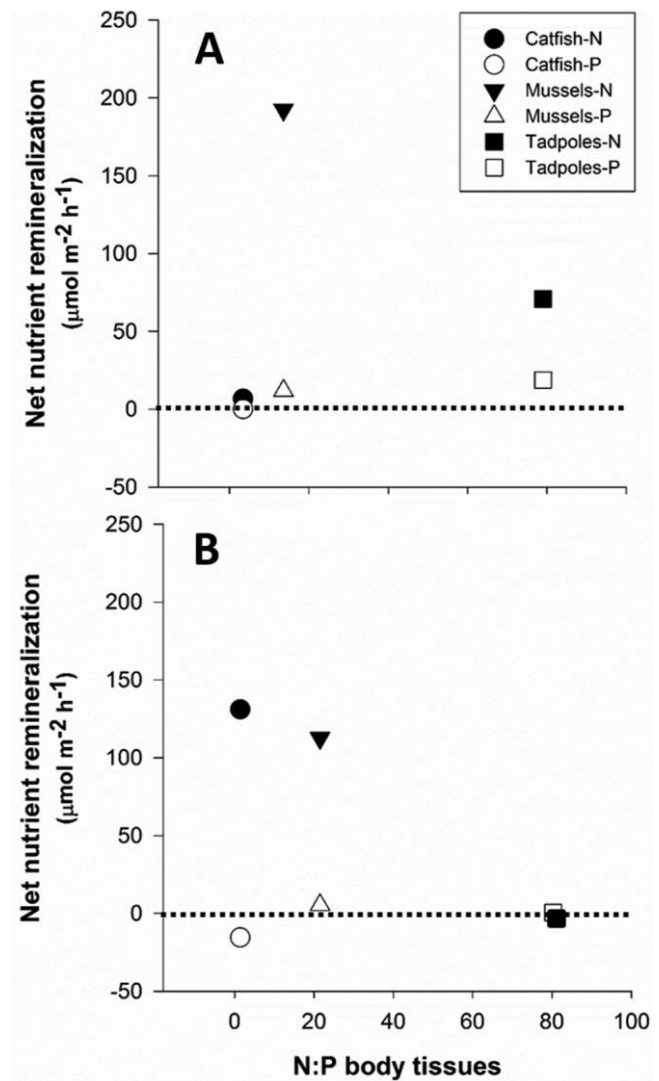 A
Catfish-N
Catfish-P
Mussels-N
Mussels-P
Tadpoles-N
Tadpoles-P
250
200
150
100
50
0
-50
Net nutrient remineralization
(μmol m⁻² h⁻¹)
B
250
200
150
100
50
0
-50
Net nutrient remineralization
(μmol m⁻² h⁻¹)
0 20 40 60 80 100
N:P body tissues